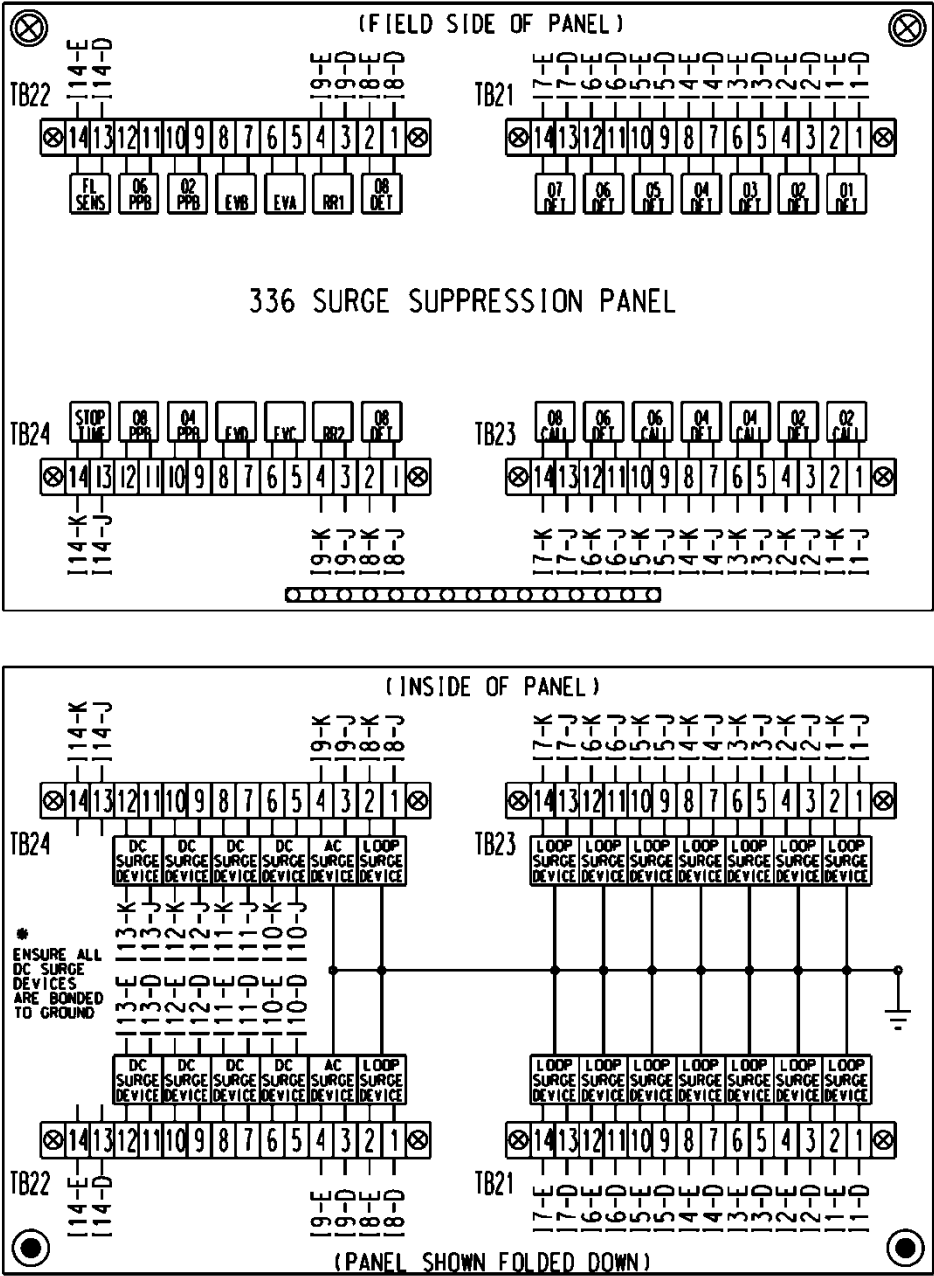 (FIELD SIDE OF PANEL)
I14-E I14-D I9-E I9-D I8-E I8-D I7-E I7-D I6-E I6-D I5-E I5-D I4-E I4-D I3-E I3-D I2-E I2-D I1-E I1-D
TB22 TB21
14 13 12 11 10 9 8 7 6 5 4 3 2 1 14 13 12 11 10 9 8 7 6 5 4 3 2 1
FL SENS 06 PPB 02 PPB EVB EVA RR1 08 DET 07 DET 06 DET 05 DET 04 DET 03 DET 02 DET 01 DET
336 SURGE SUPPRESSION PANEL
STOP TIME 08 PPB 04 PPB EVD EVC RR2 08 DET 08 CALL 06 DET 06 CALL 04 DET 04 CALL 02 DET 02 CALL
TB24 TB23
14 13 12 11 10 9 8 7 6 5 4 3 2 1 14 13 12 11 10 9 8 7 6 5 4 3 2 1
I14-K I14-J I9-K I9-J I8-K I8-J I7-K I7-J I6-K I6-J I5-K I5-J I4-K I4-J I3-K I3-J I2-K I2-J I1-K I1-J
(INSIDE OF PANEL)
I14-K I14-J I9-K I9-J I8-K I8-J I7-K I7-J I6-K I6-J I5-K I5-J I4-K I4-J I3-K I3-J I2-K I2-J I1-K I1-J
14 13 12 11 10 9 8 7 6 5 4 3 2 1 14 13 12 11 10 9 8 7 6 5 4 3 2 1
TB24 TB23
DC DC DC DC AC LOOP LOOP LOOP LOOP LOOP LOOP LOOP LOOP
SURGE SURGE SURGE SURGE SURGE SURGE SURGE SURGE SURGE SURGE SURGE SURGE SURGE
DEVICE DEVICE DEVICE DEVICE DEVICE DEVICE DEVICE DEVICE DEVICE DEVICE DEVICE DEVICE DEVICE
I13-K I13-J I12-K I12-J I11-K I11-J I10-K I10-J
*
ENSURE ALL
DC SURGE
DEVICES
ARE BONDED
TO GROUND
I13-E I13-D I12-E I12-D I11-E I11-D I10-E I10-D
DC DC DC DC AC LOOP LOOP LOOP LOOP LOOP LOOP LOOP LOOP
SURGE SURGE SURGE SURGE SURGE SURGE SURGE SURGE SURGE SURGE SURGE SURGE SURGE
DEVICE DEVICE DEVICE DEVICE DEVICE DEVICE DEVICE DEVICE DEVICE DEVICE DEVICE DEVICE DEVICE
14 13 12 11 10 9 8 7 6 5 4 3 2 1 14 13 12 11 10 9 8 7 6 5 4 3 2 1
TB22 TB21
I14-E I14-D I9-E I9-D I8-E I8-D I7-E I7-D I6-E I6-D I5-E I5-D I4-E I4-D I3-E I3-D I2-E I2-D I1-E I1-D
(PANEL SHOWN FOLDED DOWN)